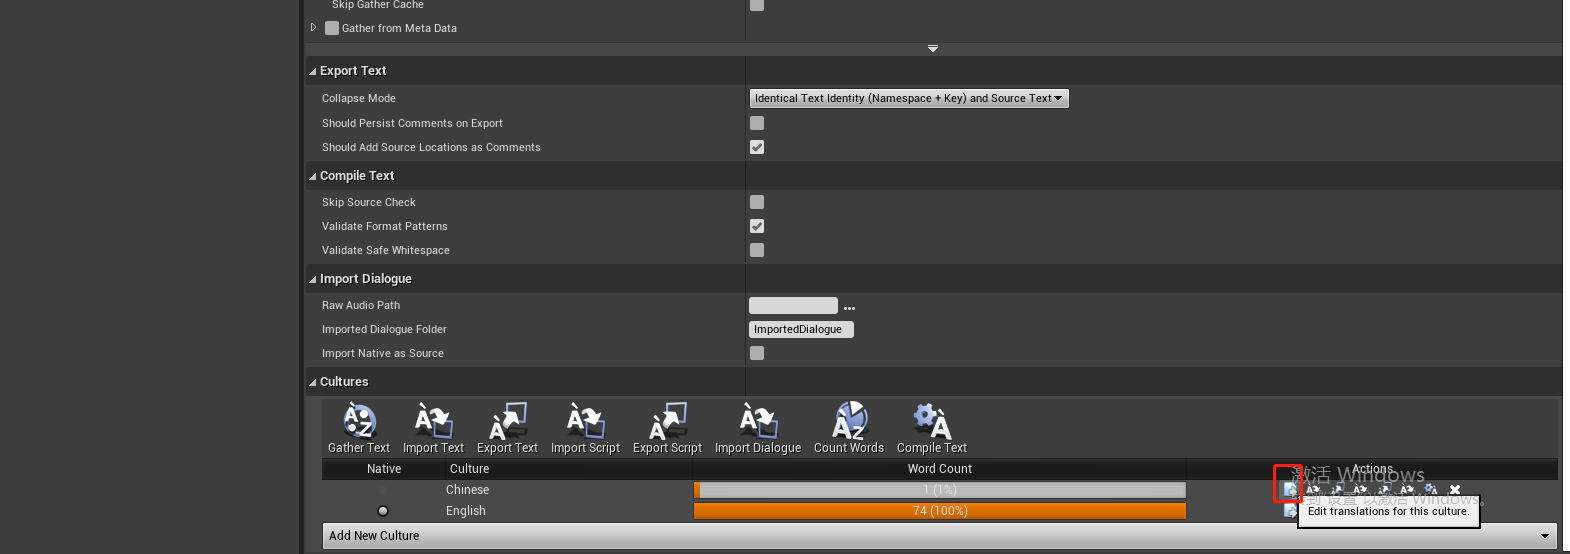 Skip Gather Cache
Gather from Meta Data
Export Text
Collapse Mode
Identical Text Identity (Namespace + Key) and Source Text
Should Persist Comments on Export
Should Add Source Locations as Comments
Compile Text
Skip Source Check
Validate Format Patterns
Validate Safe Whitespace
Import Dialogue
Raw Audio Path ...
Imported Dialogue Folder ImportedDialogue
Import Native as Source
Cultures
Gather Text Import Text Export Text Import Script Export Script Import Dialogue Count Words Compile Text
Native Culture Word Count Actions
激活 Windows
Chinese 1 (1%)
转到"设置"以激活 Windows。
English 74 (100%) Edit translations for this culture.
Add New Culture